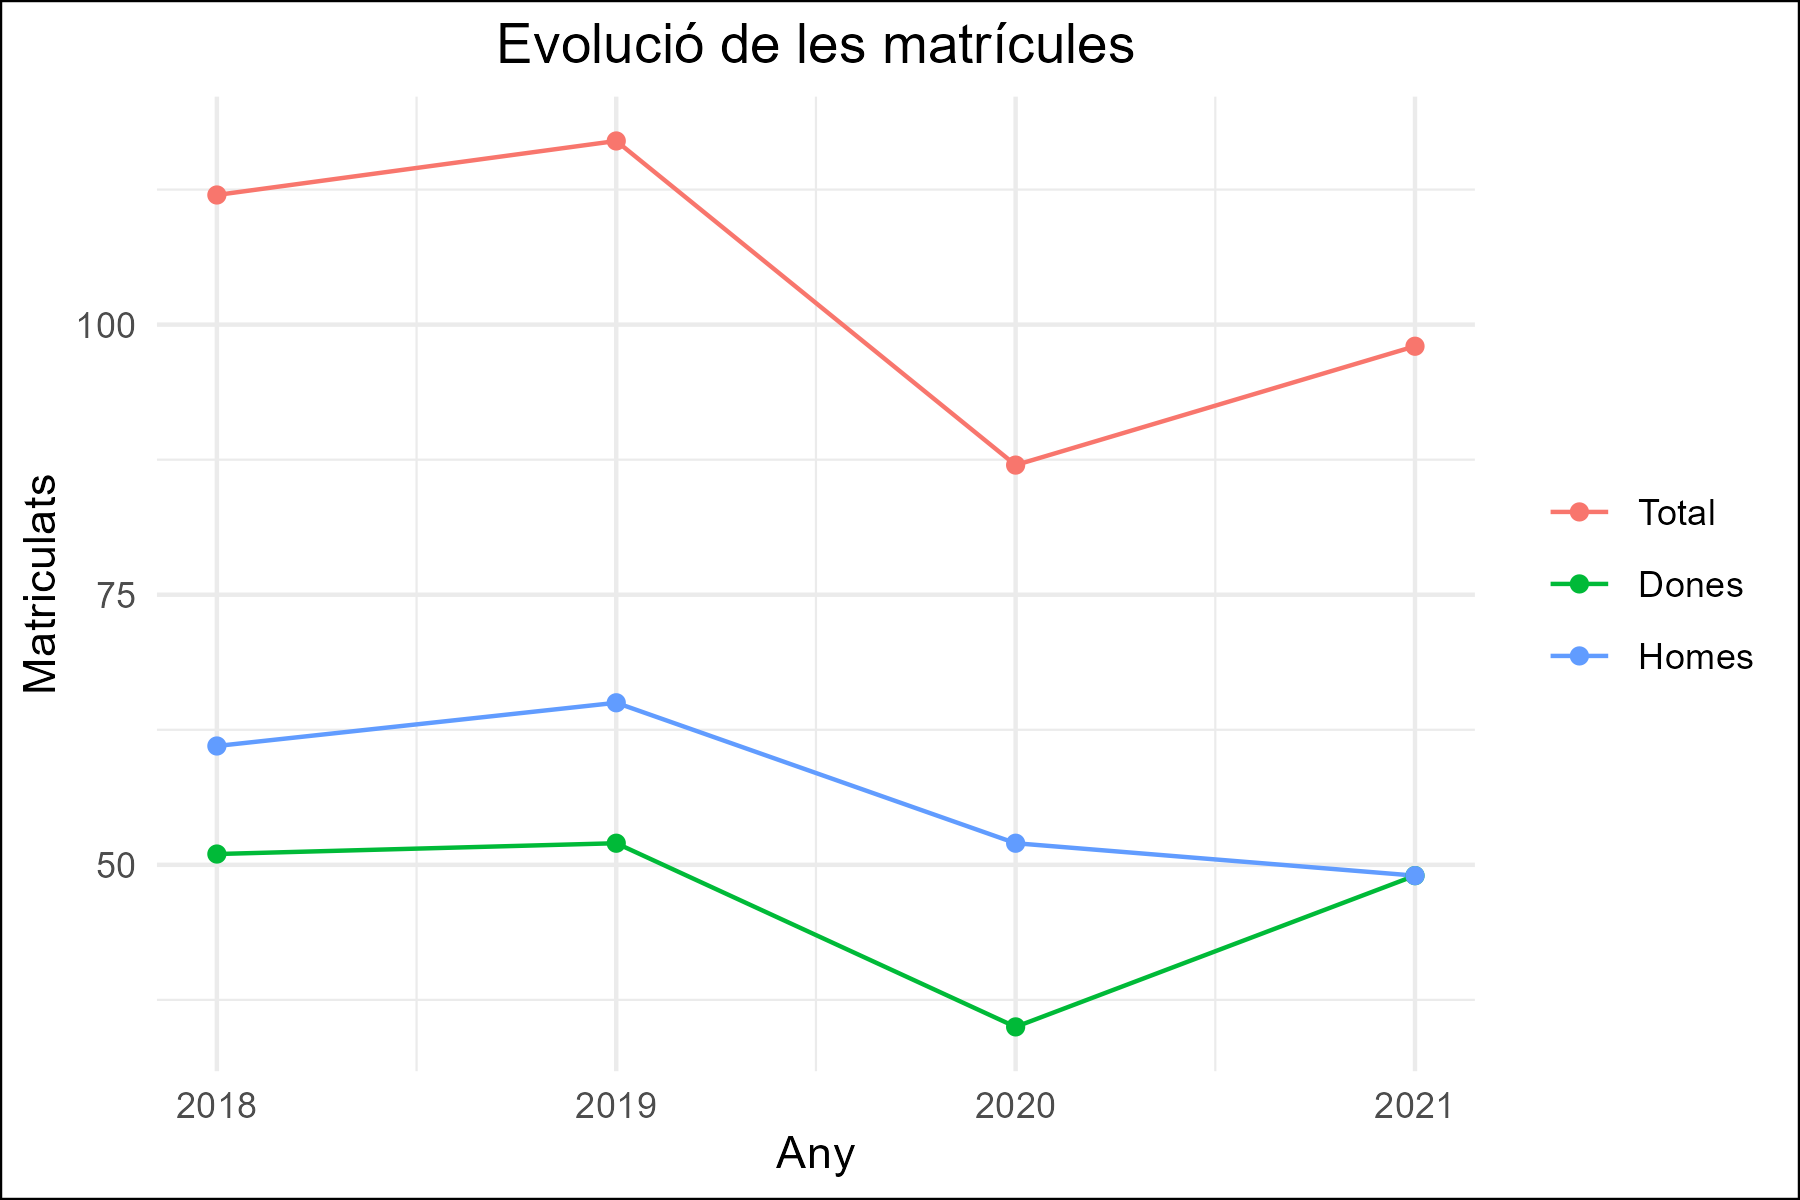 Evolució de les matrícules
Matriculats
100
75
50
2018 2019 2020 2021
Any
Total
Dones
Homes